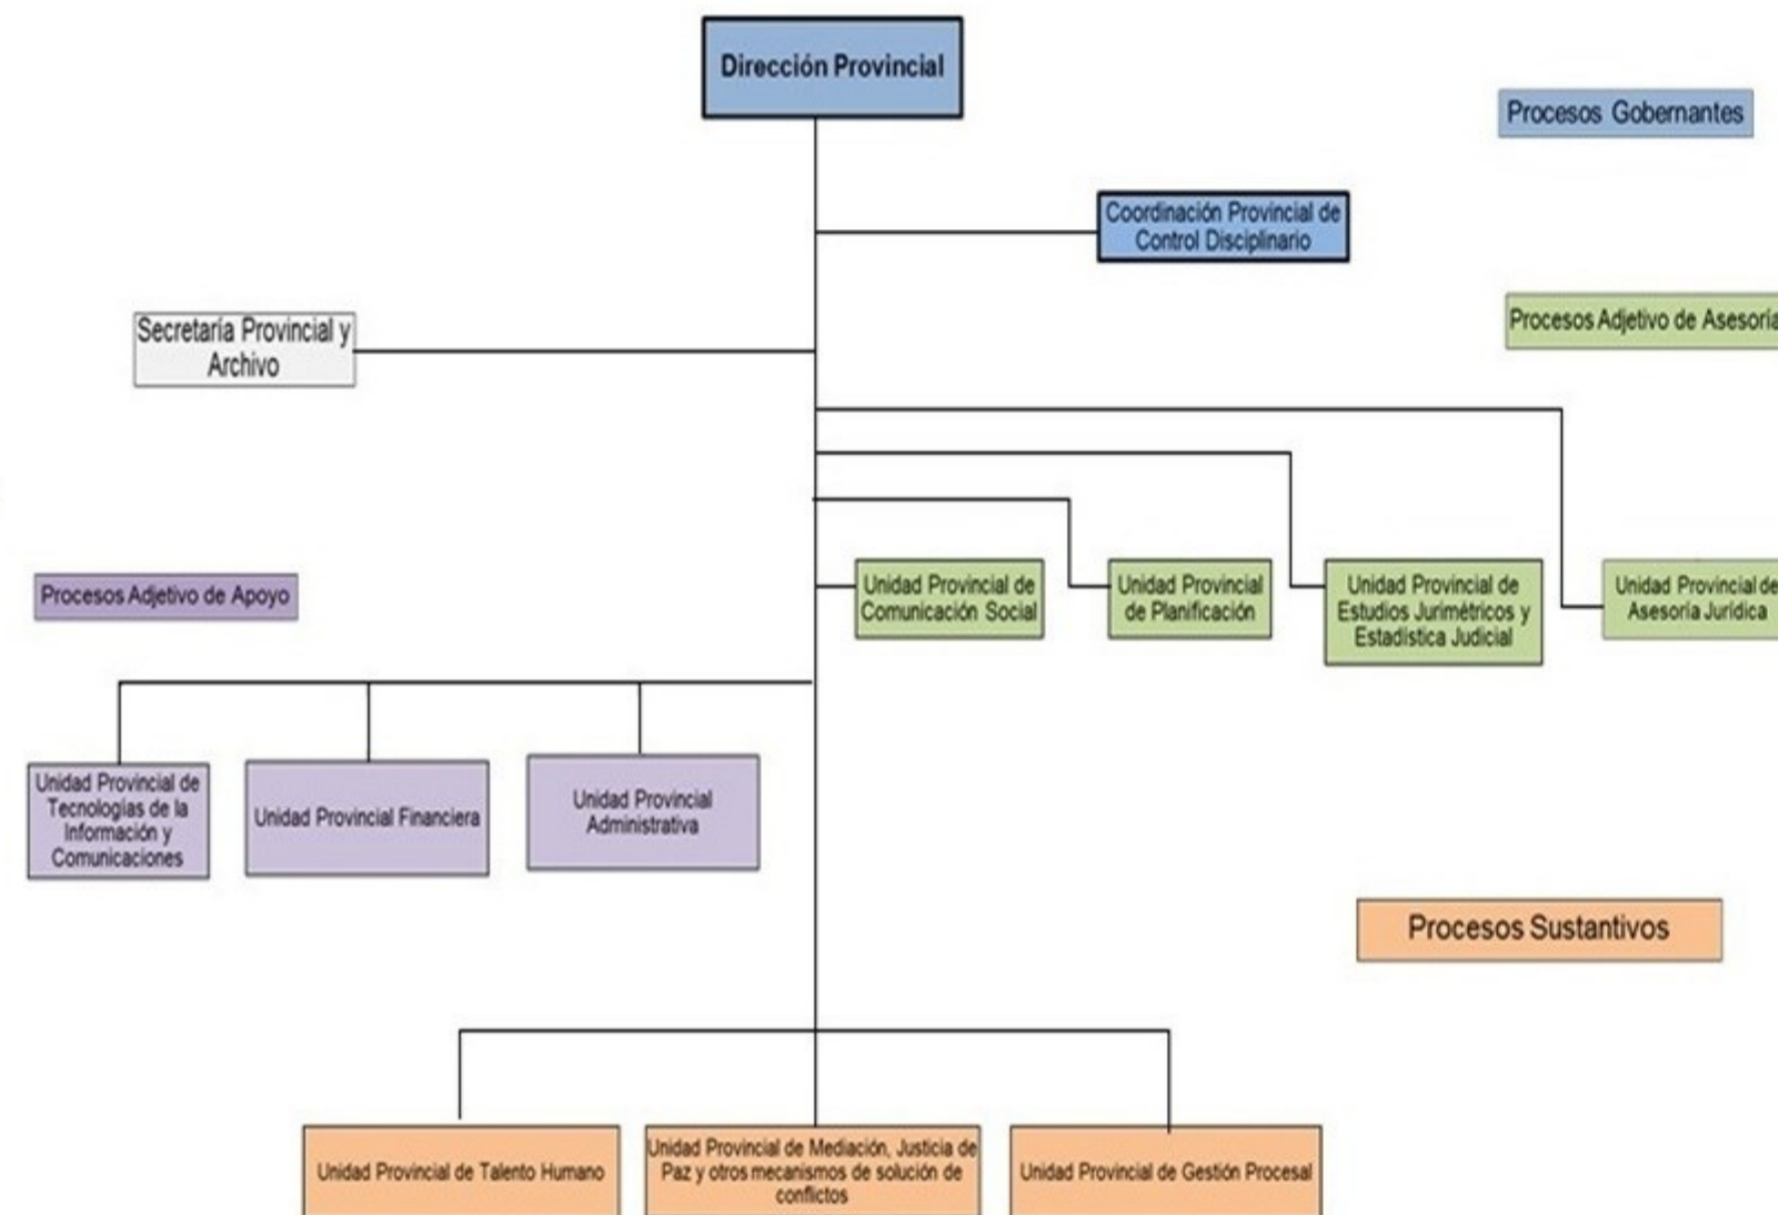 Dirección Provincial
Procesos Gobernantes
Coordinación Provincial de
Control Disciplinario
Procesos Adjetivo de Asesoría
Secretaría Provincial y
Archivo
Procesos Adjetivo de Apoyo
Unidad Provincial de
Comunicación Social
Unidad Provincial
de Planificación
Unidad Provincial de
Estudios Jurimétricos y
Estadística Judicial
Unidad Provincial de
Asesoría Jurídica
Unidad Provincial de
Tecnologías de la
Información y
Comunicaciones
Unidad Provincial Financiera
Unidad Provincial
Administrativa
Procesos Sustantivos
Unidad Provincial de Talento Humano
Unidad Provincial de Mediación, Justicia de
Paz y otros mecanismos de solución de
conflictos
Unidad Provincial de Gestión Procesal